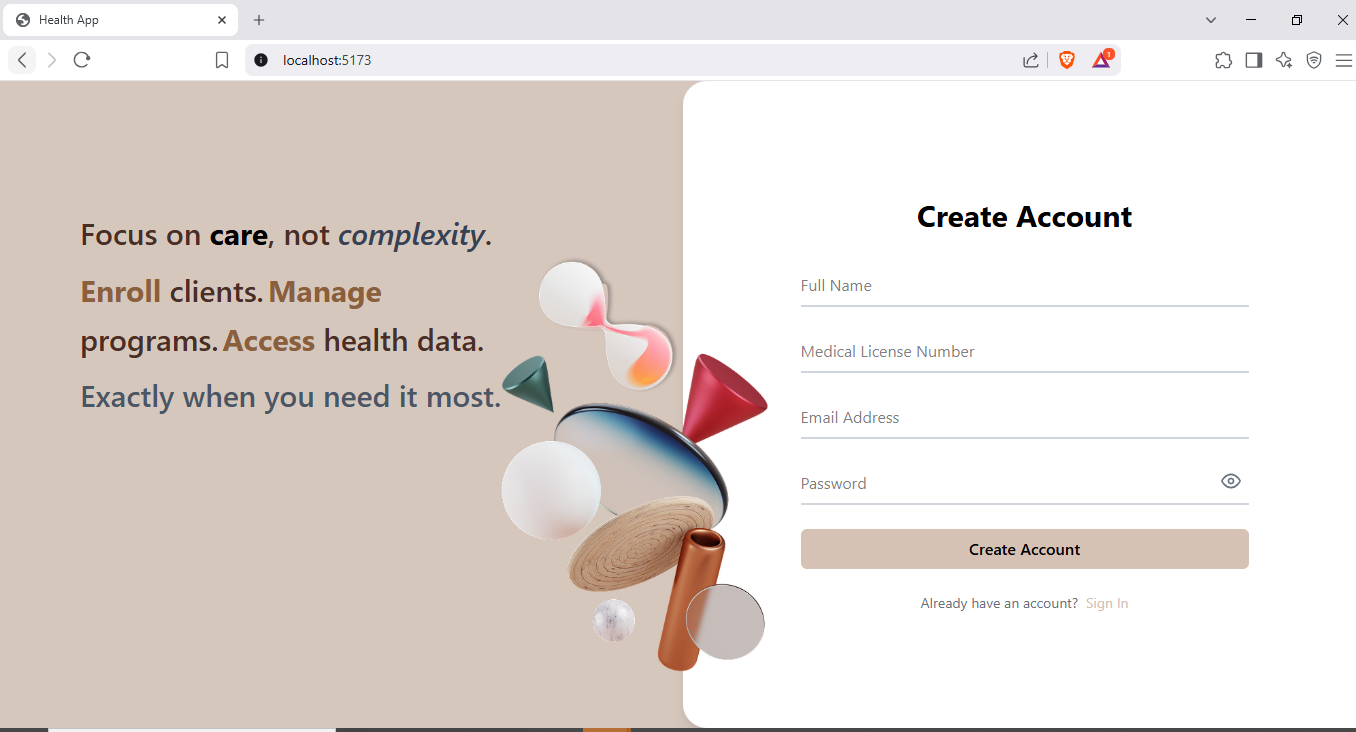 Health App
localhost:5173
1
Focus on care, not complexity.
Enroll clients. Manage
programs. Access health data.
Exactly when you need it most.
Create Account
Full Name
Medical License Number
Email Address
Password
Create Account
Already have an account? Sign In